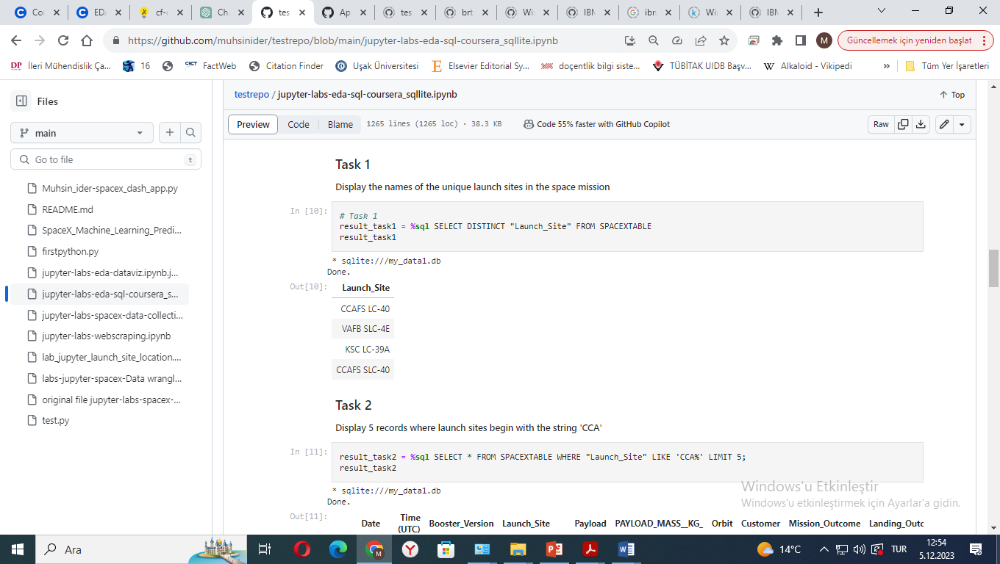 Cou
EDA
cf-c
Cha
tes
Ap
tes
brt
Wi
IBN
ibn
Wi
IBN
https://github.com/muhsinider/testrepo/blob/main/jupyter-labs-eda-sql-coursera_sqllite.ipynb
M
Güncellemek için yeniden başlat
DP İleri Mühendislik Ça...
16
CACT FactWeb
Citation Finder
Uşak Üniversitesi
E Elsevier Editorial Sy...
doçentlik bilgi siste...
TÜBİTAK UIDB Başv...
W Alkaloid - Vikipedi
»
Tüm Yer İşaretleri
Files
main
Go to file
t
Muhsin_ider-spacex_dash_app.py
README.md
SpaceX_Machine_Learning_Predi...
firstpython.py
jupyter-labs-eda-dataviz.ipynb.j...
jupyter-labs-eda-sql-coursera_s...
jupyter-labs-spacex-data-collecti...
jupyter-labs-webscraping.ipynb
lab_jupyter_launch_site_location....
labs-jupyter-spacex-Data wrangl...
original file jupyter-labs-spacex-...
test.py
testrepo / jupyter-labs-eda-sql-coursera_sqllite.ipynb
Top
Preview Code Blame 1265 lines (1265 loc) · 38.3 KB Code 55% faster with GitHub Copilot
Raw
Task 1
Display the names of the unique launch sites in the space mission
In [10]:
# Task 1
result_task1 = %sql SELECT DISTINCT "Launch_Site" FROM SPACEXTABLE
result_task1
* sqlite:///my_data1.db
Done.
Out[10]:
Launch_Site
CCAFS LC-40
VAFB SLC-4E
KSC LC-39A
CCAFS SLC-40
Task 2
Display 5 records where launch sites begin with the string 'CCA'
In [11]:
result_task2 = %sql SELECT * FROM SPACEXTABLE WHERE "Launch_Site" LIKE 'CCA%' LIMIT 5;
result_task2
* sqlite:///my_data1.db
Done.
Out[11]:
Date Time (UTC) Booster_Version Launch_Site Payload PAYLOAD_MASS__KG_ Orbit Customer Mission_Outcome Landing_Outc
Windows'u Etkinleştir
Windows'u etkinleştirmek için Ayarlar'a gidin.
Ara
M
14°C
TUR
12:54
5.12.2023